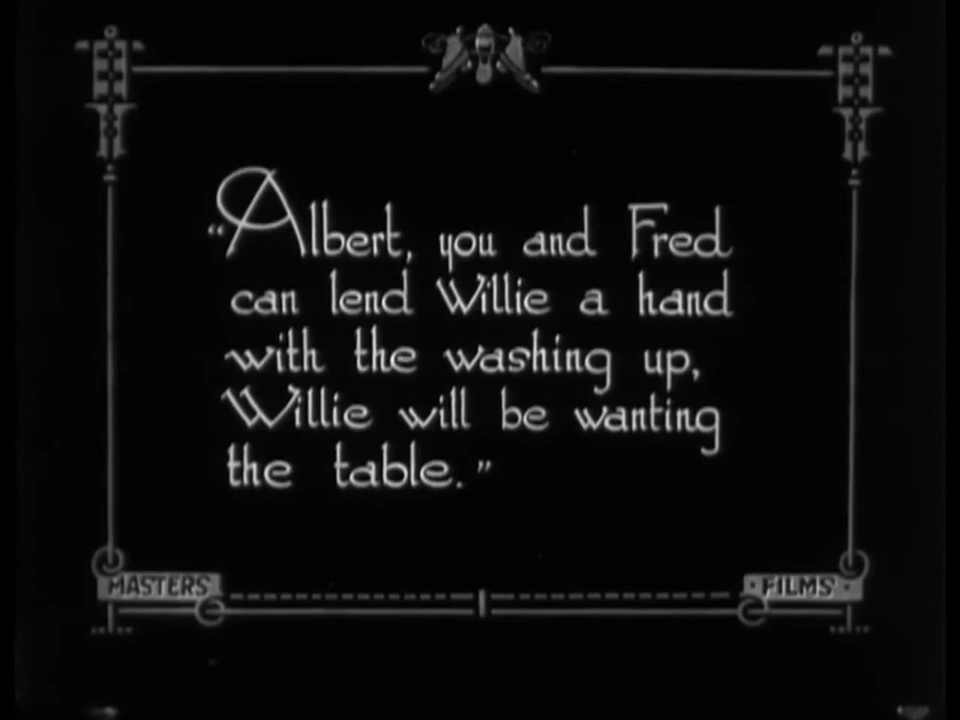 “Albert, you and Fred
can lend Willie a hand
with the washing up,
Willie will be wanting
the table.”
MASTERS
· FILMS ·